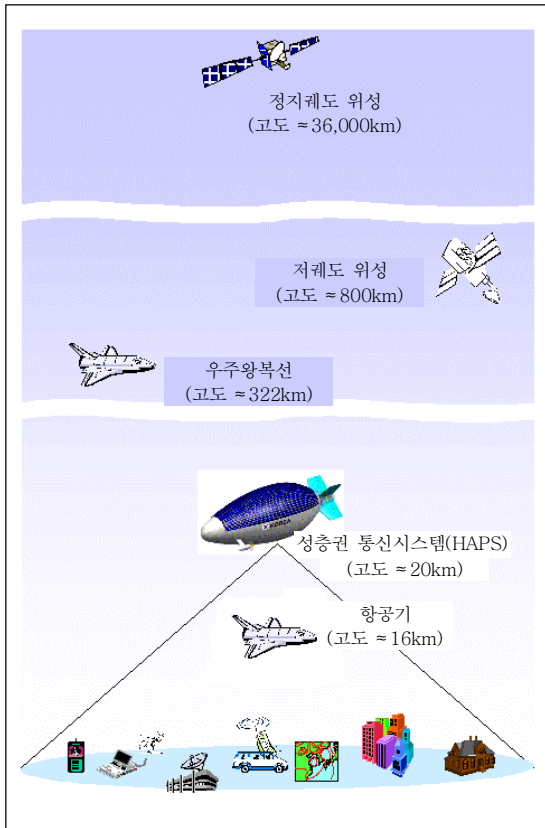 정지궤도 위성
(고도 ≈36,000km)
저궤도 위성
(고도 ≈800km)
우주왕복선
(고도 ≈322km)
KOREA
성층권 통신시스템(HAPS)
(고도 ≈20km)
항공기
(고도 ≈16km)